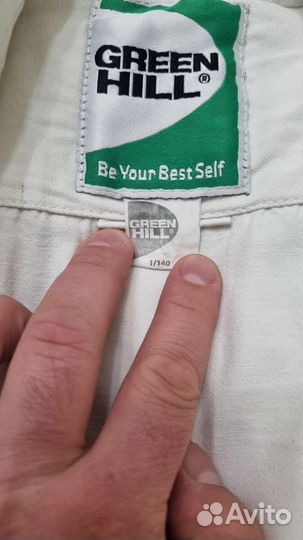 GREEN
HILL®
Be Your Best Self
GREEN
HILL
1/140
Avito